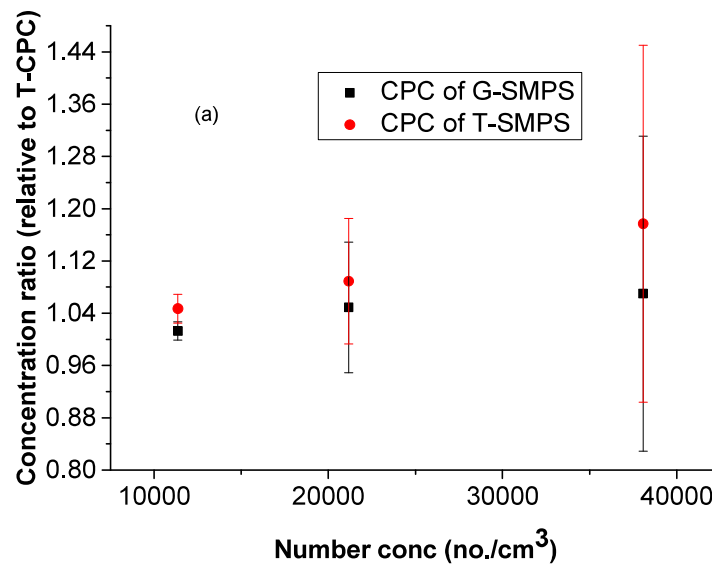 Concentration ratio (relative to T-CPC)
1.44
1.36
1.28
1.20
1.12
1.04
0.96
0.88
0.80
(a)
CPC of G-SMPS
CPC of T-SMPS
10000 20000 30000 40000
Number conc (no./cm³)